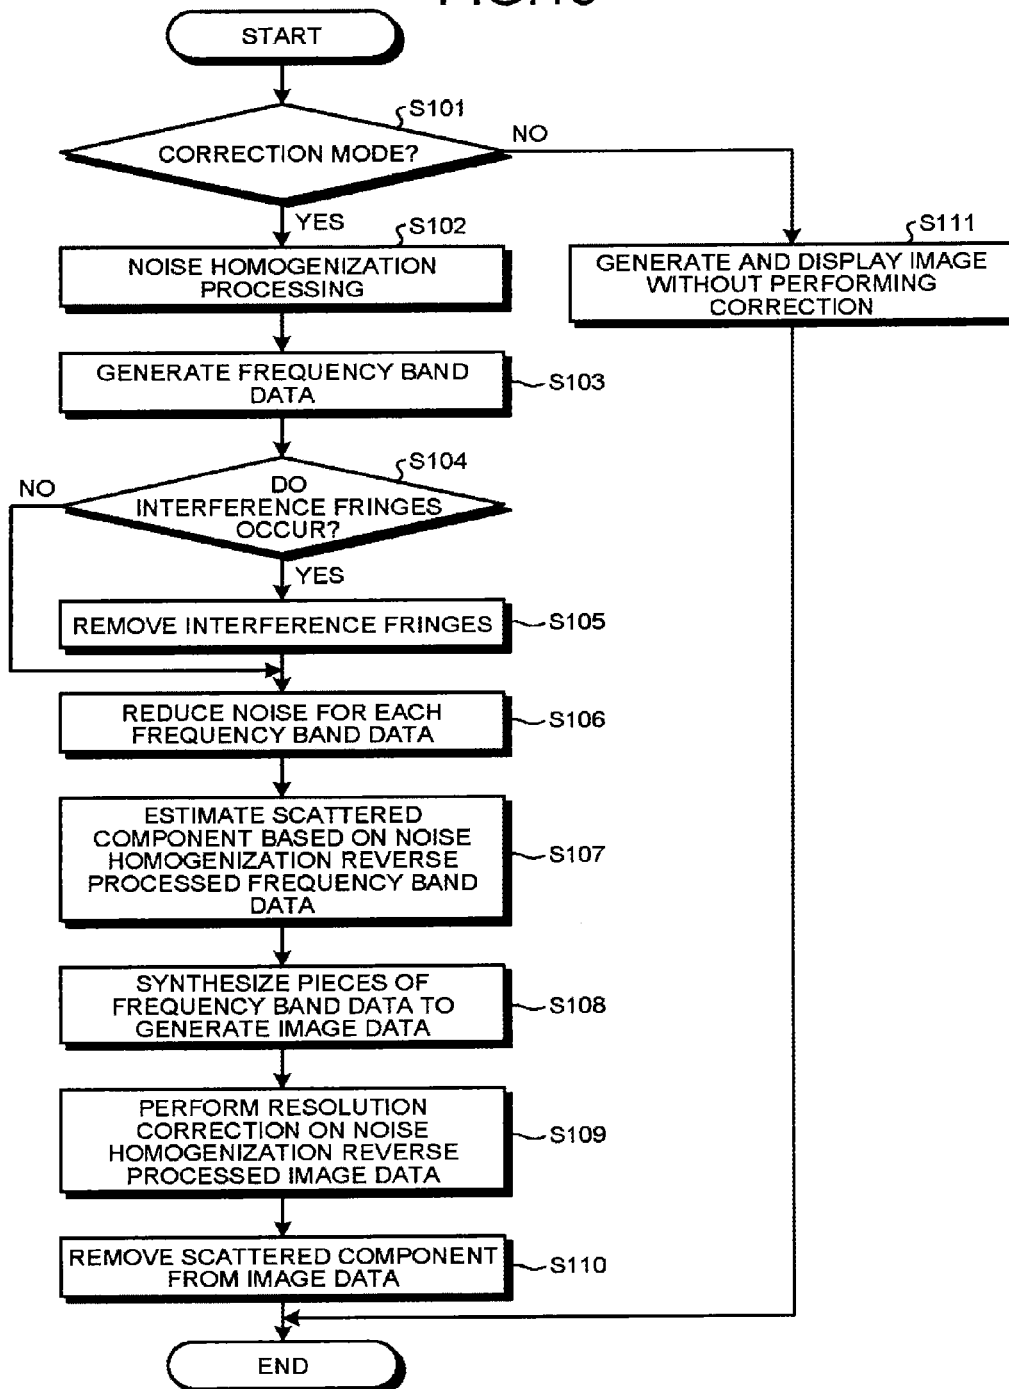 START
S101
CORRECTION MODE?
NO
YES
S102
NOISE HOMOGENIZATION
PROCESSING
S111
GENERATE AND DISPLAY IMAGE
WITHOUT PERFORMING
CORRECTION
GENERATE FREQUENCY BAND
DATA
S103
S104
NO
DO
INTERFERENCE FRINGES
OCCUR?
YES
REMOVE INTERFERENCE FRINGES
S105
REDUCE NOISE FOR EACH
FREQUENCY BAND DATA
S106
ESTIMATE SCATTERED
COMPONENT BASED ON NOISE
HOMOGENIZATION REVERSE
PROCESSED FREQUENCY BAND
DATA
S107
SYNTHESIZE PIECES OF
FREQUENCY BAND DATA TO
GENERATE IMAGE DATA
S108
PERFORM RESOLUTION
CORRECTION ON NOISE
HOMOGENIZATION REVERSE
PROCESSED IMAGE DATA
S109
REMOVE SCATTERED COMPONENT
FROM IMAGE DATA
S110
END